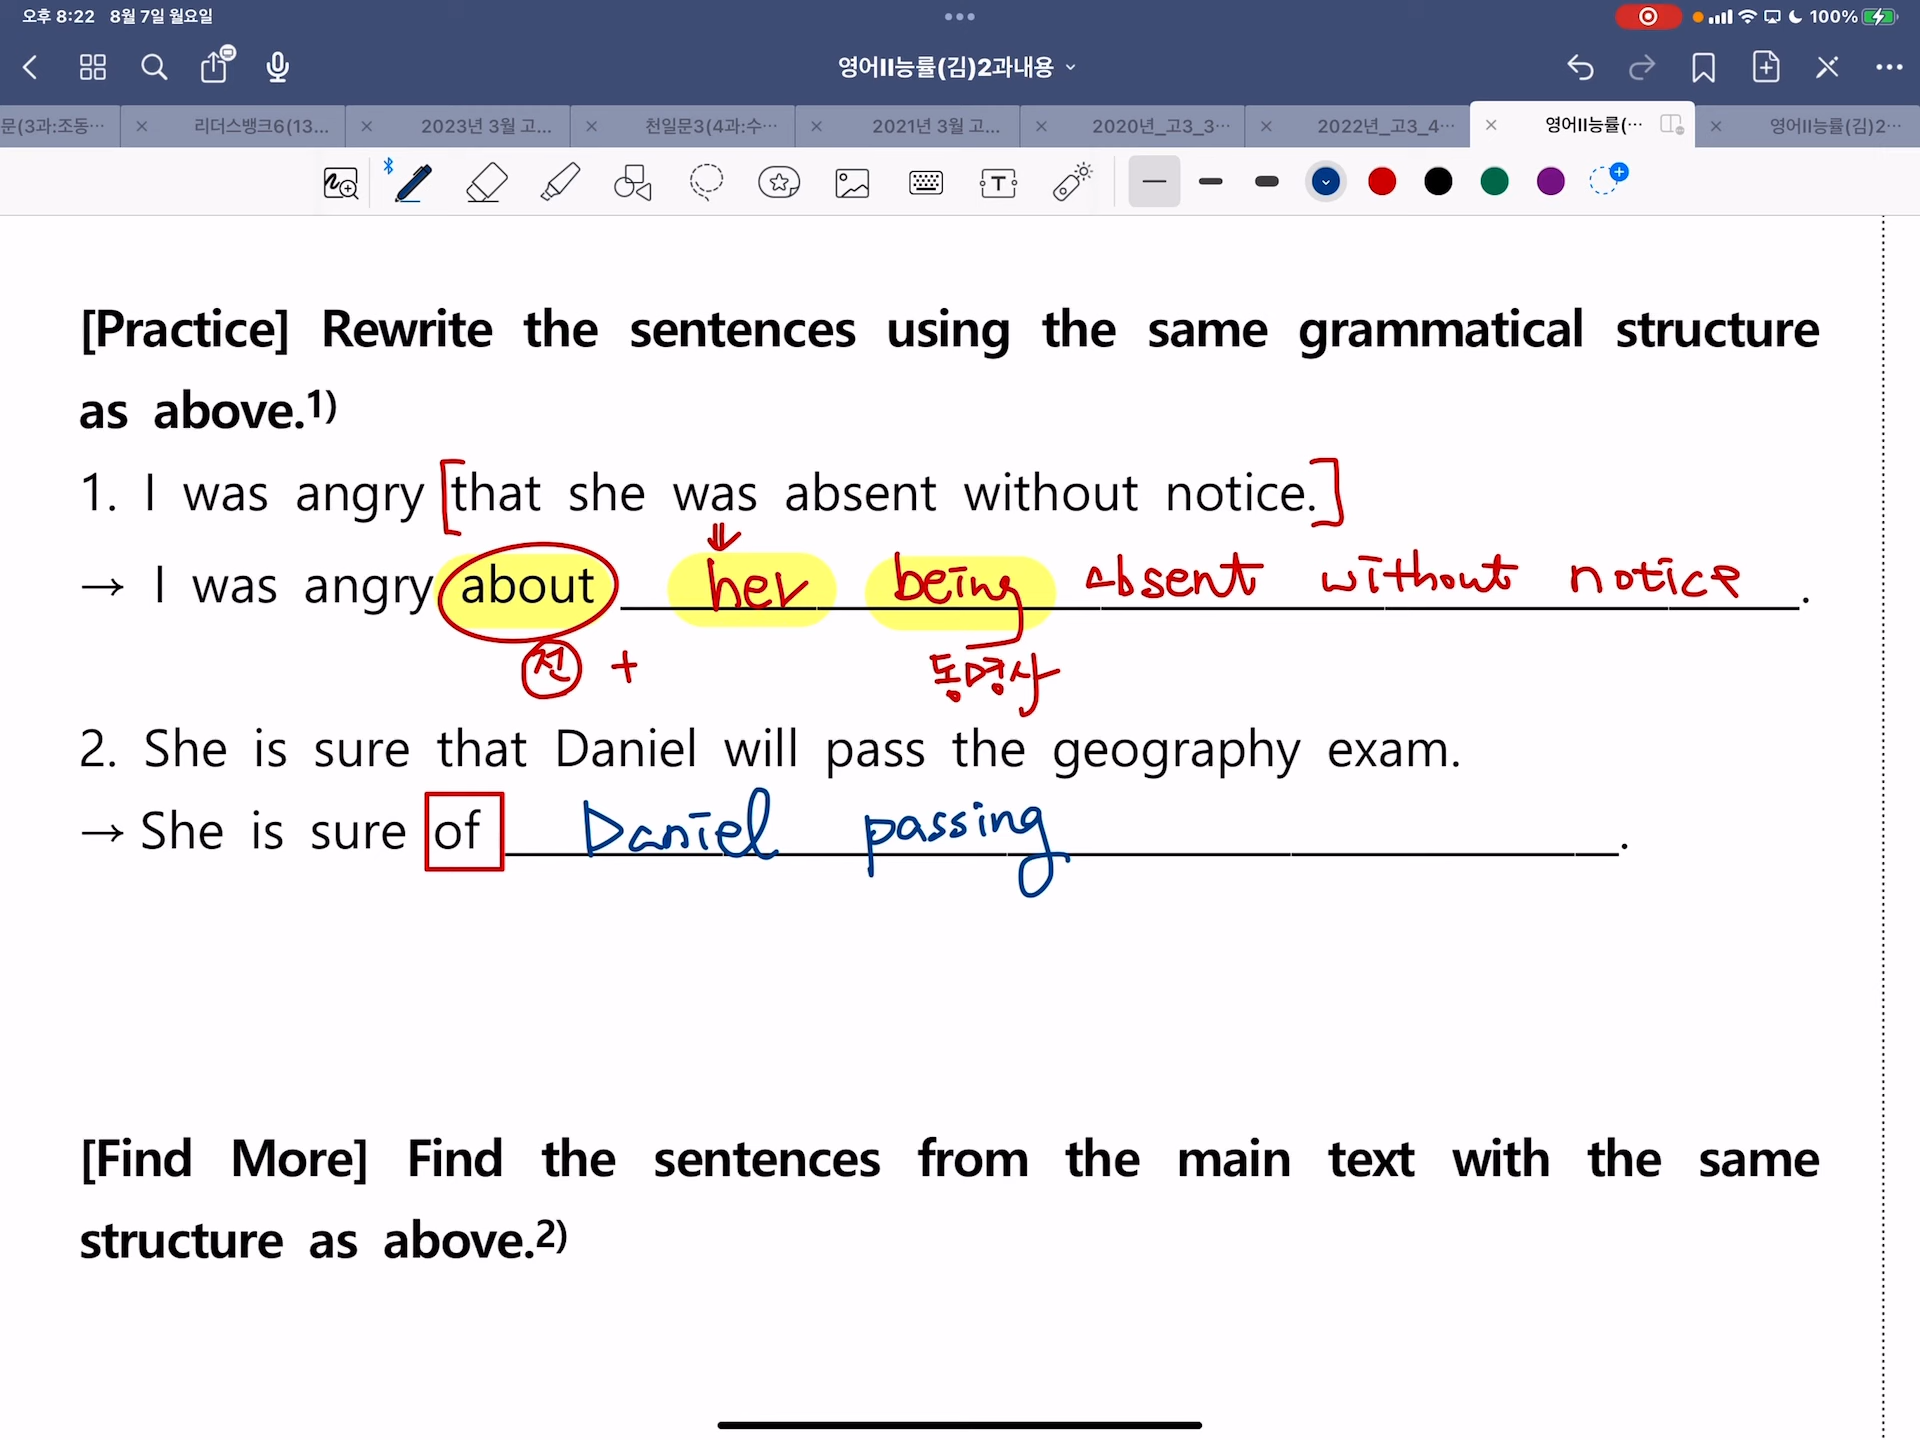 오후 8:22 8월 7일 월요일
100%
영어II능률(김)2과내용
문(3과:조동… 리더스뱅크6(13… 2023년 3월 고… 천일문3(4과:수… 2021년 3월 고… 2020년_고3_3… 2022년_고3_4… 영어II능률(… 영어II능률(김)2…
[Practice] Rewrite the sentences using the same grammatical structure
as above.1)
1. I was angry [that she was absent without notice.]
→ I was angry about her being absent without notice.
전 + 동명사
2. She is sure that Daniel will pass the geography exam.
→ She is sure of Daniel passing .
[Find More] Find the sentences from the main text with the same
structure as above.2)